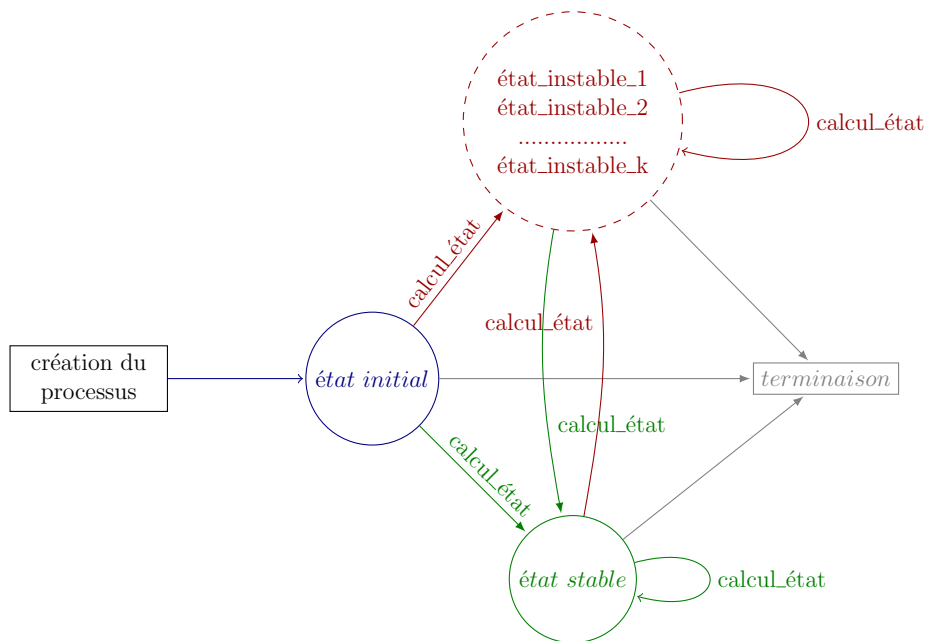 état_instable_1
état_instable_2
.................
état_instable_k
calcul_état
calcul_état
calcul_état
création du
processus
état initial
terminaison
calcul_état
calcul_état
état stable
calcul_état